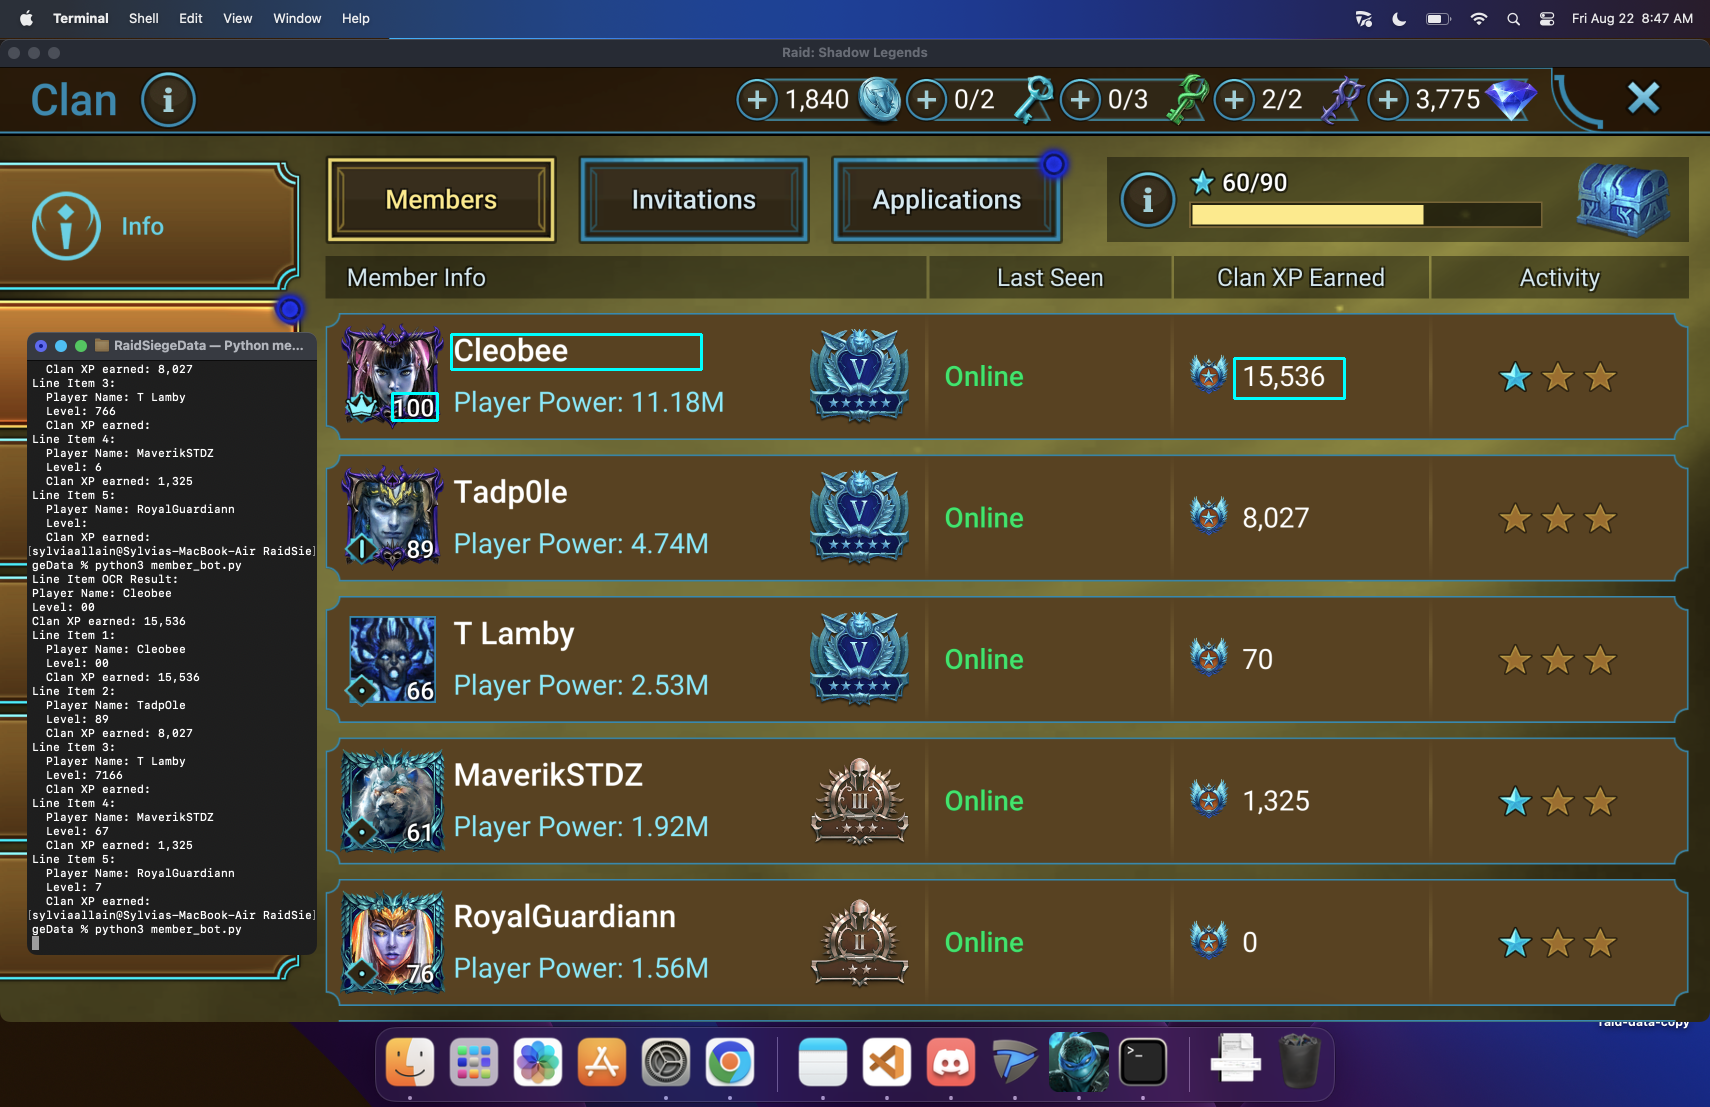 Terminal Shell Edit View Window Help Fri Aug 22 8:47 AM
Raid: Shadow Legends
Clan i 1,840 0/2 0/3 2/2 3,775
Info
Members Invitations Applications
i 60/90
Member Info Last Seen Clan XP Earned Activity
Cleobee
100 Player Power: 11.18M V Online 15,536
Tadp0le
89 Player Power: 4.74M V Online 8,027
T Lamby
66 Player Power: 2.53M V Online 70
MaverikSTDZ
61 Player Power: 1.92M III Online 1,325
RoyalGuardiann
76 Player Power: 1.56M II Online 0
RaidSiegeData — Python me...
Clan XP earned: 8,027
Line Item 3:
Player Name: T Lamby
Level: 766
Clan XP earned:
Line Item 4:
Player Name: MaverikSTDZ
Level: 6
Clan XP earned: 1,325
Line Item 5:
Player Name: RoyalGuardiann
Level:
Clan XP earned:
[sylviaallain@Sylvias-MacBook-Air RaidSie]
geData % python3 member_bot.py
Line Item OCR Result:
Player Name: Cleobee
Level: 00
Clan XP earned: 15,536
Line Item 1:
Player Name: Cleobee
Level: 00
Clan XP earned: 15,536
Line Item 2:
Player Name: TadpOle
Level: 89
Clan XP earned: 8,027
Line Item 3:
Player Name: T Lamby
Level: 7166
Clan XP earned:
Line Item 4:
Player Name: MaverikSTDZ
Level: 67
Clan XP earned: 1,325
Line Item 5:
Player Name: RoyalGuardiann
Level: 7
Clan XP earned:
[sylviaallain@Sylvias-MacBook-Air RaidSie]
geData % python3 member_bot.py
raid-data-copy